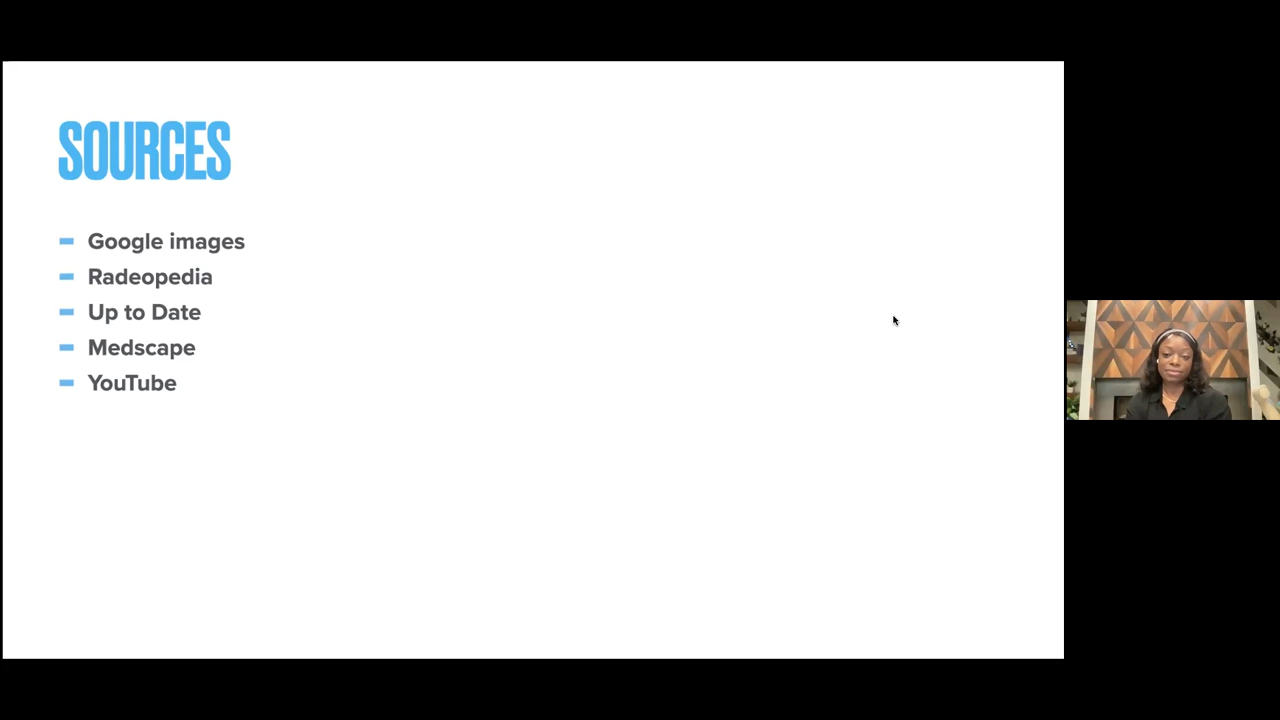 SOURCES
Google images
Radeopedia
Up to Date
Medscape
YouTube